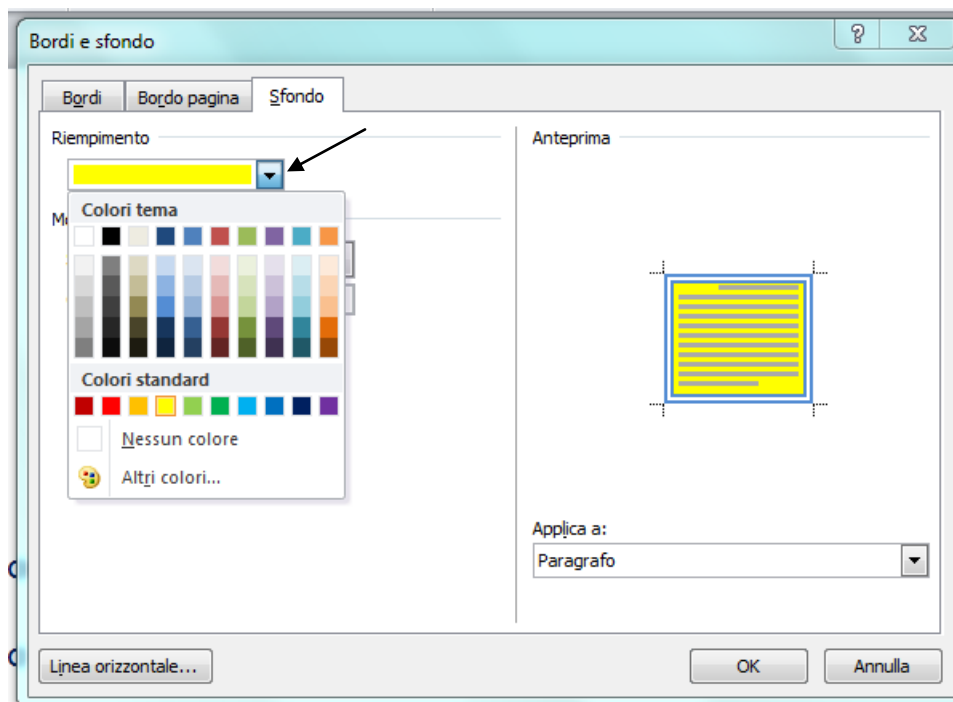 Bordi e sfondo
Bordi
Bordo pagina
Sfondo
Riempimento
Anteprima
Colori tema
Colori standard
Nessun colore
Altri colori...
Applica a:
Paragrafo
Linea orizzontale...
OK
Annulla